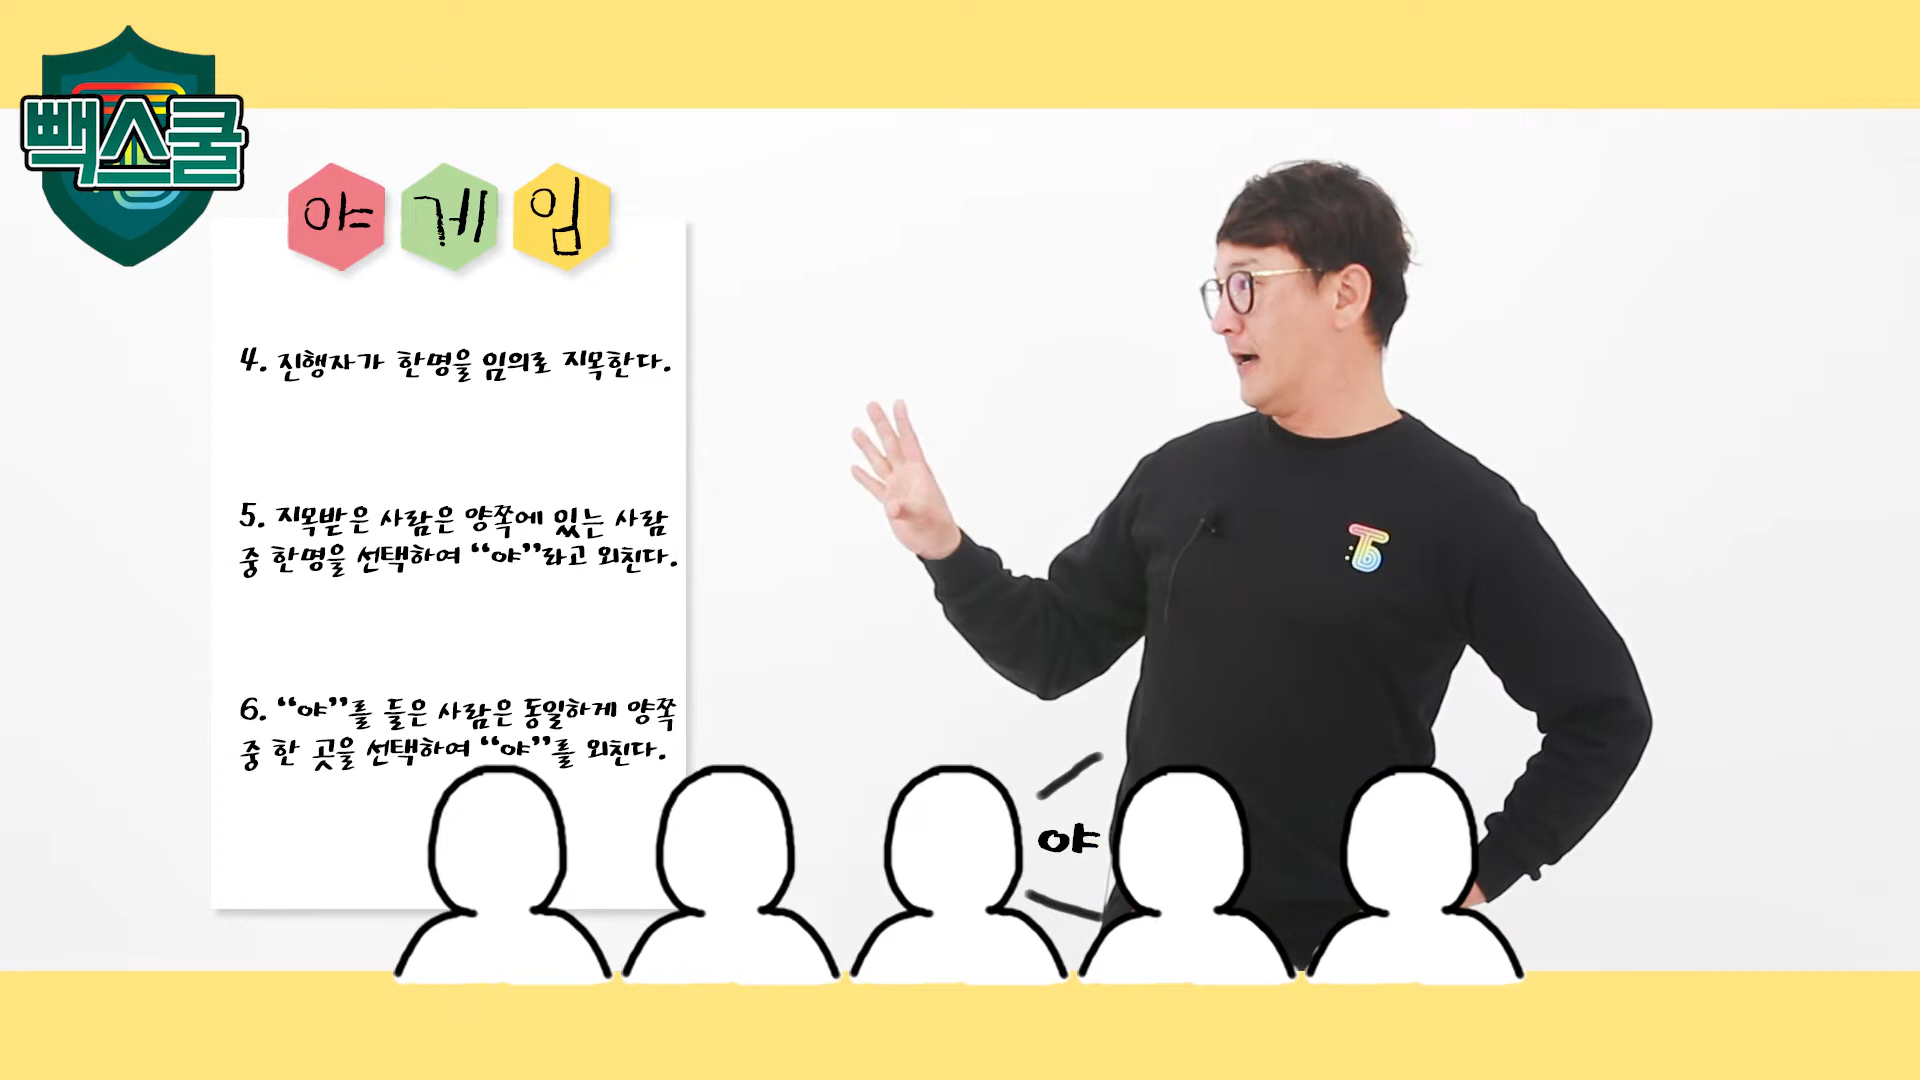 빽스쿨
야게임
4. 진행자가 한명을 임의로 지목한다.
5. 지목받은 사람은 양쪽에 있는 사람
중 한명을 선택하여 “야”라고 외친다.
6. “야”를 들은 사람은 동일하게 양쪽
중 한 곳을 선택하여 “야”를 외친다.
야